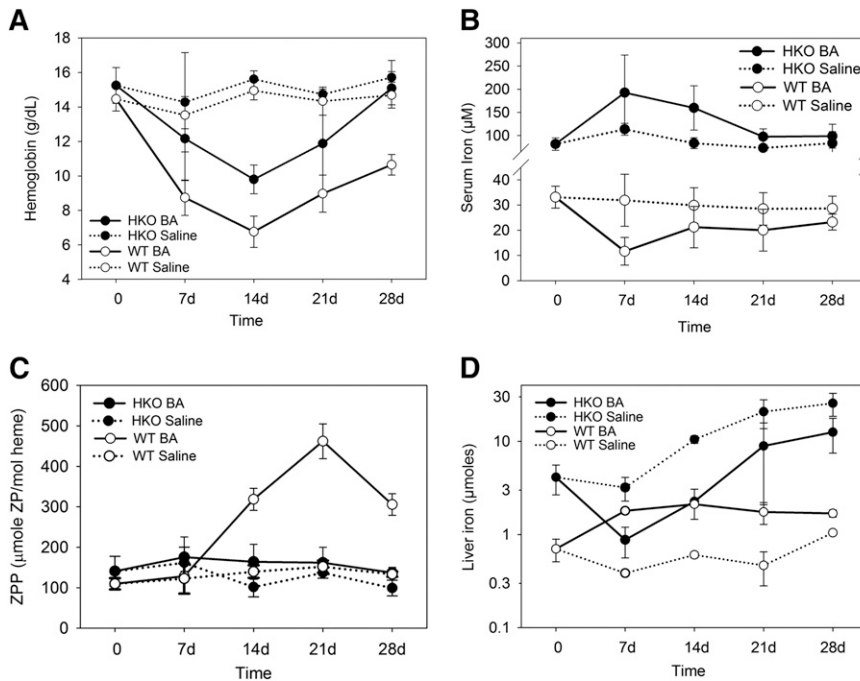 A
Hemoglobin (g/dL)
18
16
14
12
10
8
6
4
HKO BA
HKO Saline
WT BA
WT Saline
0 7d 14d 21d 28d
Time
B
Serum Iron (µM)
300
250
200
150
100
50
40
30
20
10
0
HKO BA
HKO Saline
WT BA
WT Saline
0 7d 14d 21d 28d
Time
C
ZPP (µmole ZP/mol heme)
600
500
400
300
200
100
0
HKO BA
HKO Saline
WT BA
WT Saline
0 7d 14d 21d 28d
Time
D
Liver iron (µmoles)
30
10
3
1
0.3
0.1
HKO BA
HKO Saline
WT BA
WT Saline
0 7d 14d 21d 28d
Time